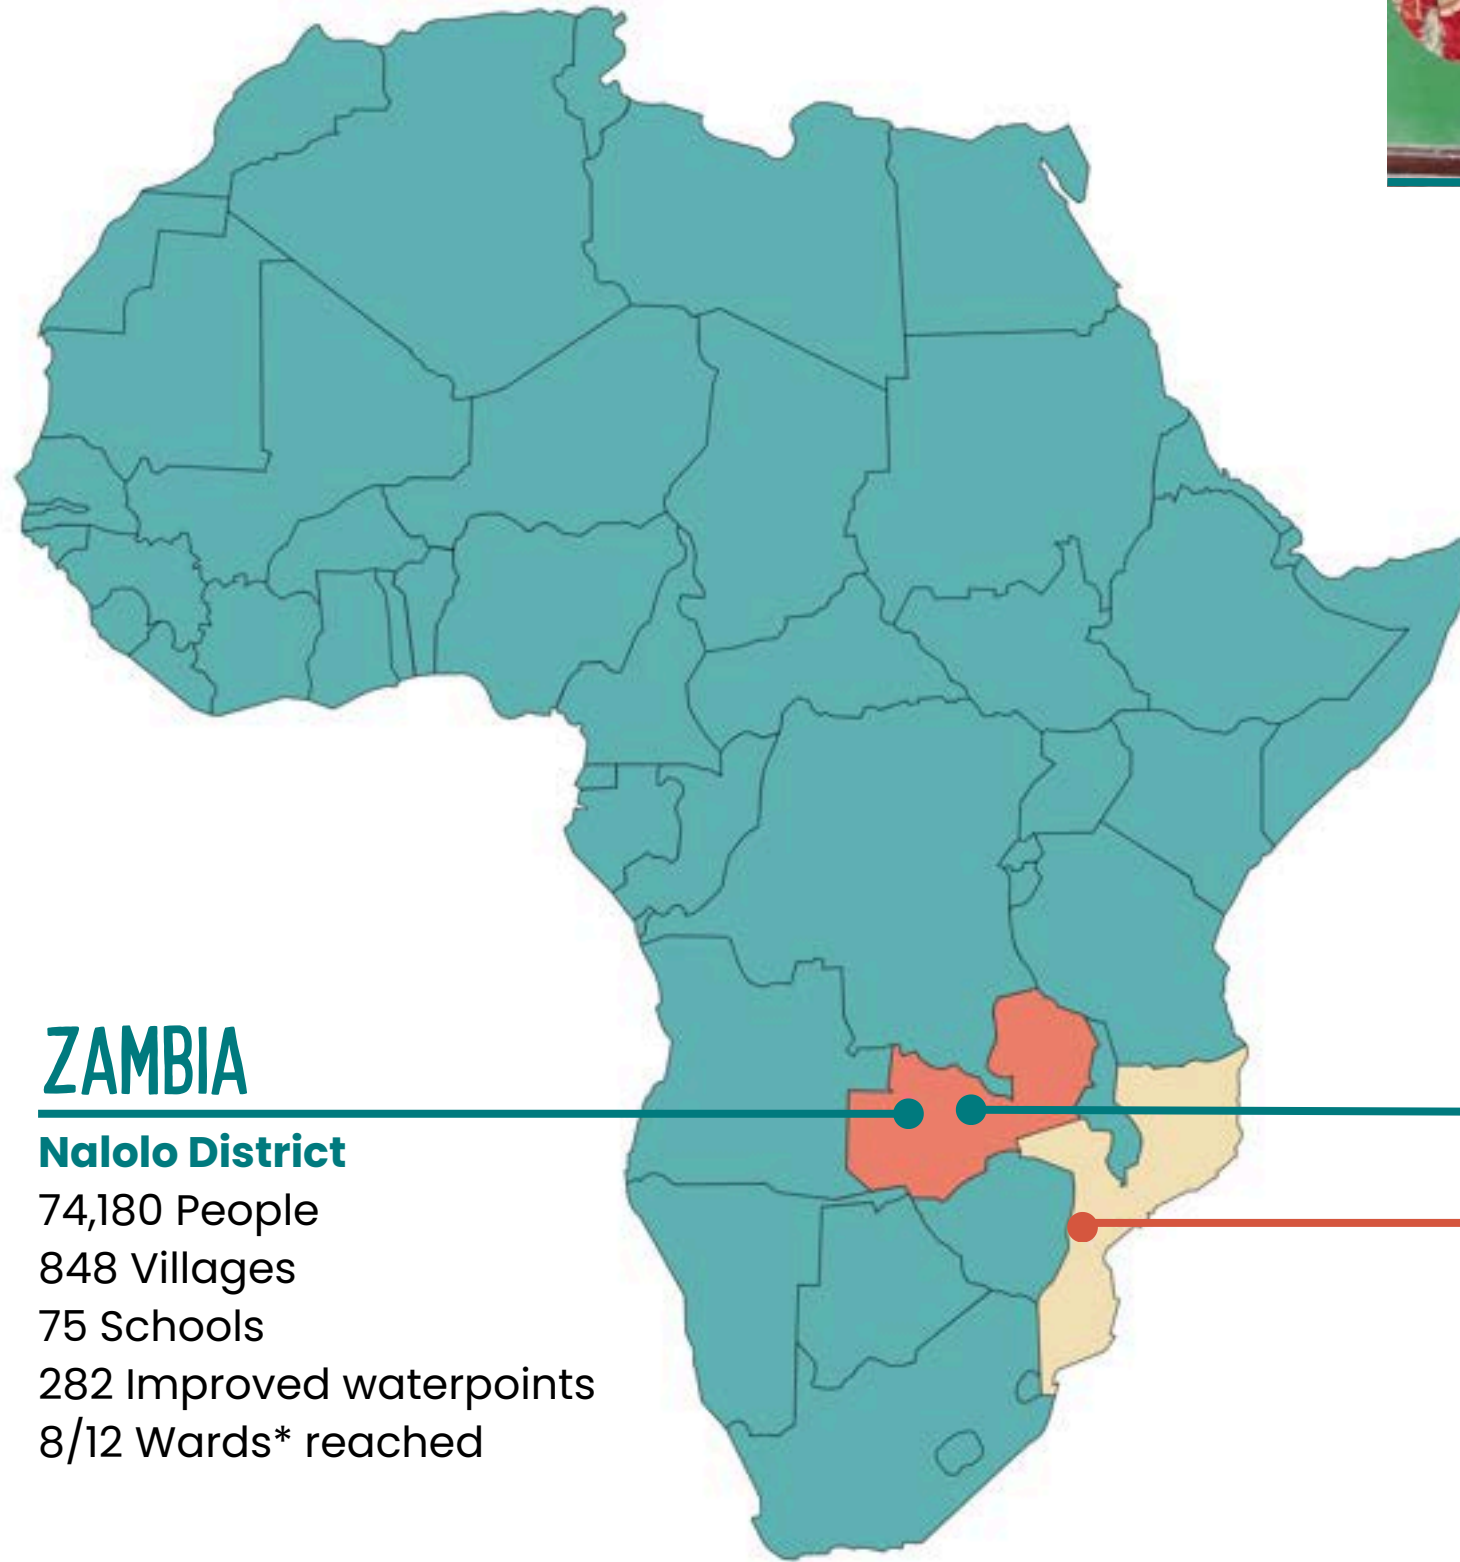 ZAMBIA
Nalolo District
74,180 People
848 Villages
75 Schools
282 Improved waterpoints
8/12 Wards* reached